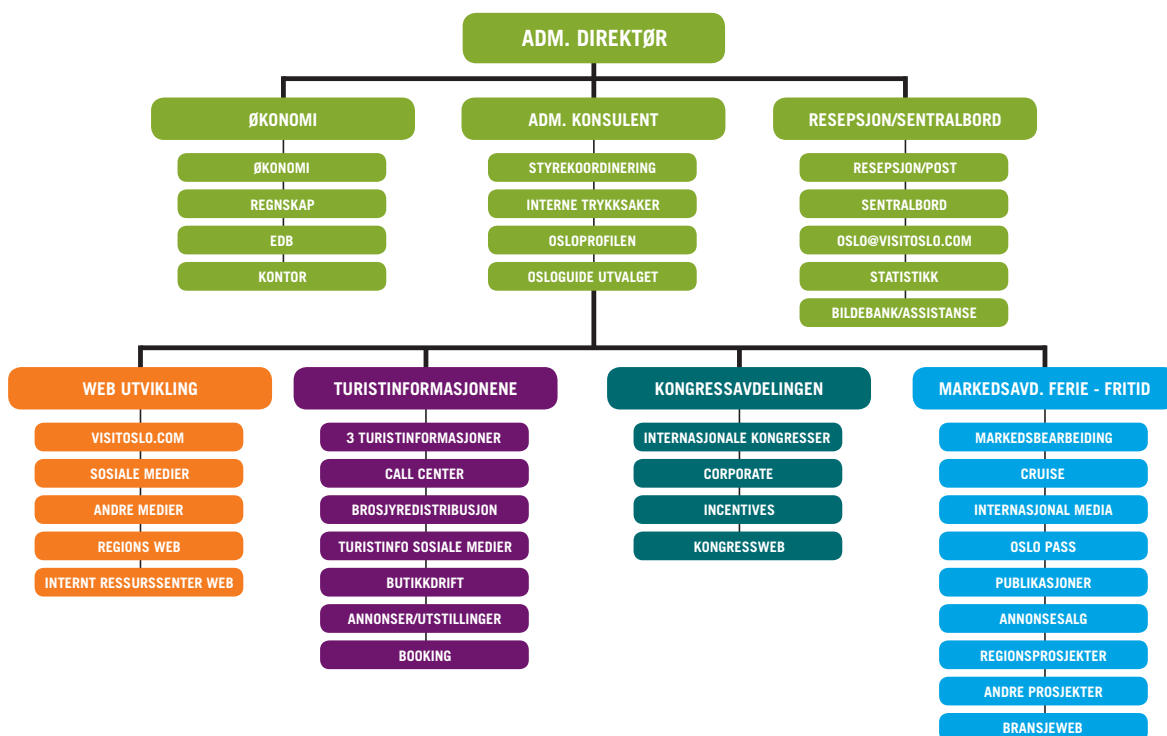 ADM. DIREKTØR
ØKONOMI
ØKONOMI
REGNSKAP
EDB
KONTOR
ADM. KONSULENT
STYREKOORDINERING
INTERNE TRYKKSAKER
OSLOPROFILEN
OSLOGUIDE UTVALGET
RESEPSJON/SENTRALBORD
RESEPSJON/POST
SENTRALBORD
OSLO@VISITOSLO.COM
STATISTIKK
BILDEBANK/ASSISTANSE
WEB UTVIKLING
VISITOSLO.COM
SOSIALE MEDIER
ANDRE MEDIER
REGIONS WEB
INTERNT RESSURSSENTER WEB
TURISTINFORMASJONENE
3 TURISTINFORMASJONER
CALL CENTER
BROSJYREDISTRIBUSJON
TURISTINFO SOSIALE MEDIER
BUTIKKDRIFT
ANNONSER/UTSTILLINGER
BOOKING
KONGRESSAVDELINGEN
INTERNASJONALE KONGRESSER
CORPORATE
INCENTIVES
KONGRESSWEB
MARKEDSAVD. FERIE - FRITID
MARKEDSBEARBEIDING
CRUISE
INTERNASJONAL MEDIA
OSLO PASS
PUBLIKASJONER
ANNONSESALG
REGIONSPROSJEKTER
ANDRE PROSJEKTER
BRANSJEWEB